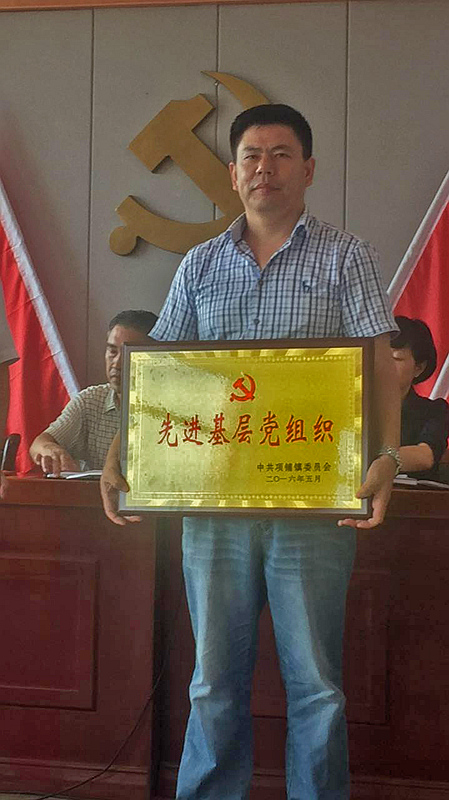 先进基层党组织
中共项铺镇委员会
二〇一六年五月